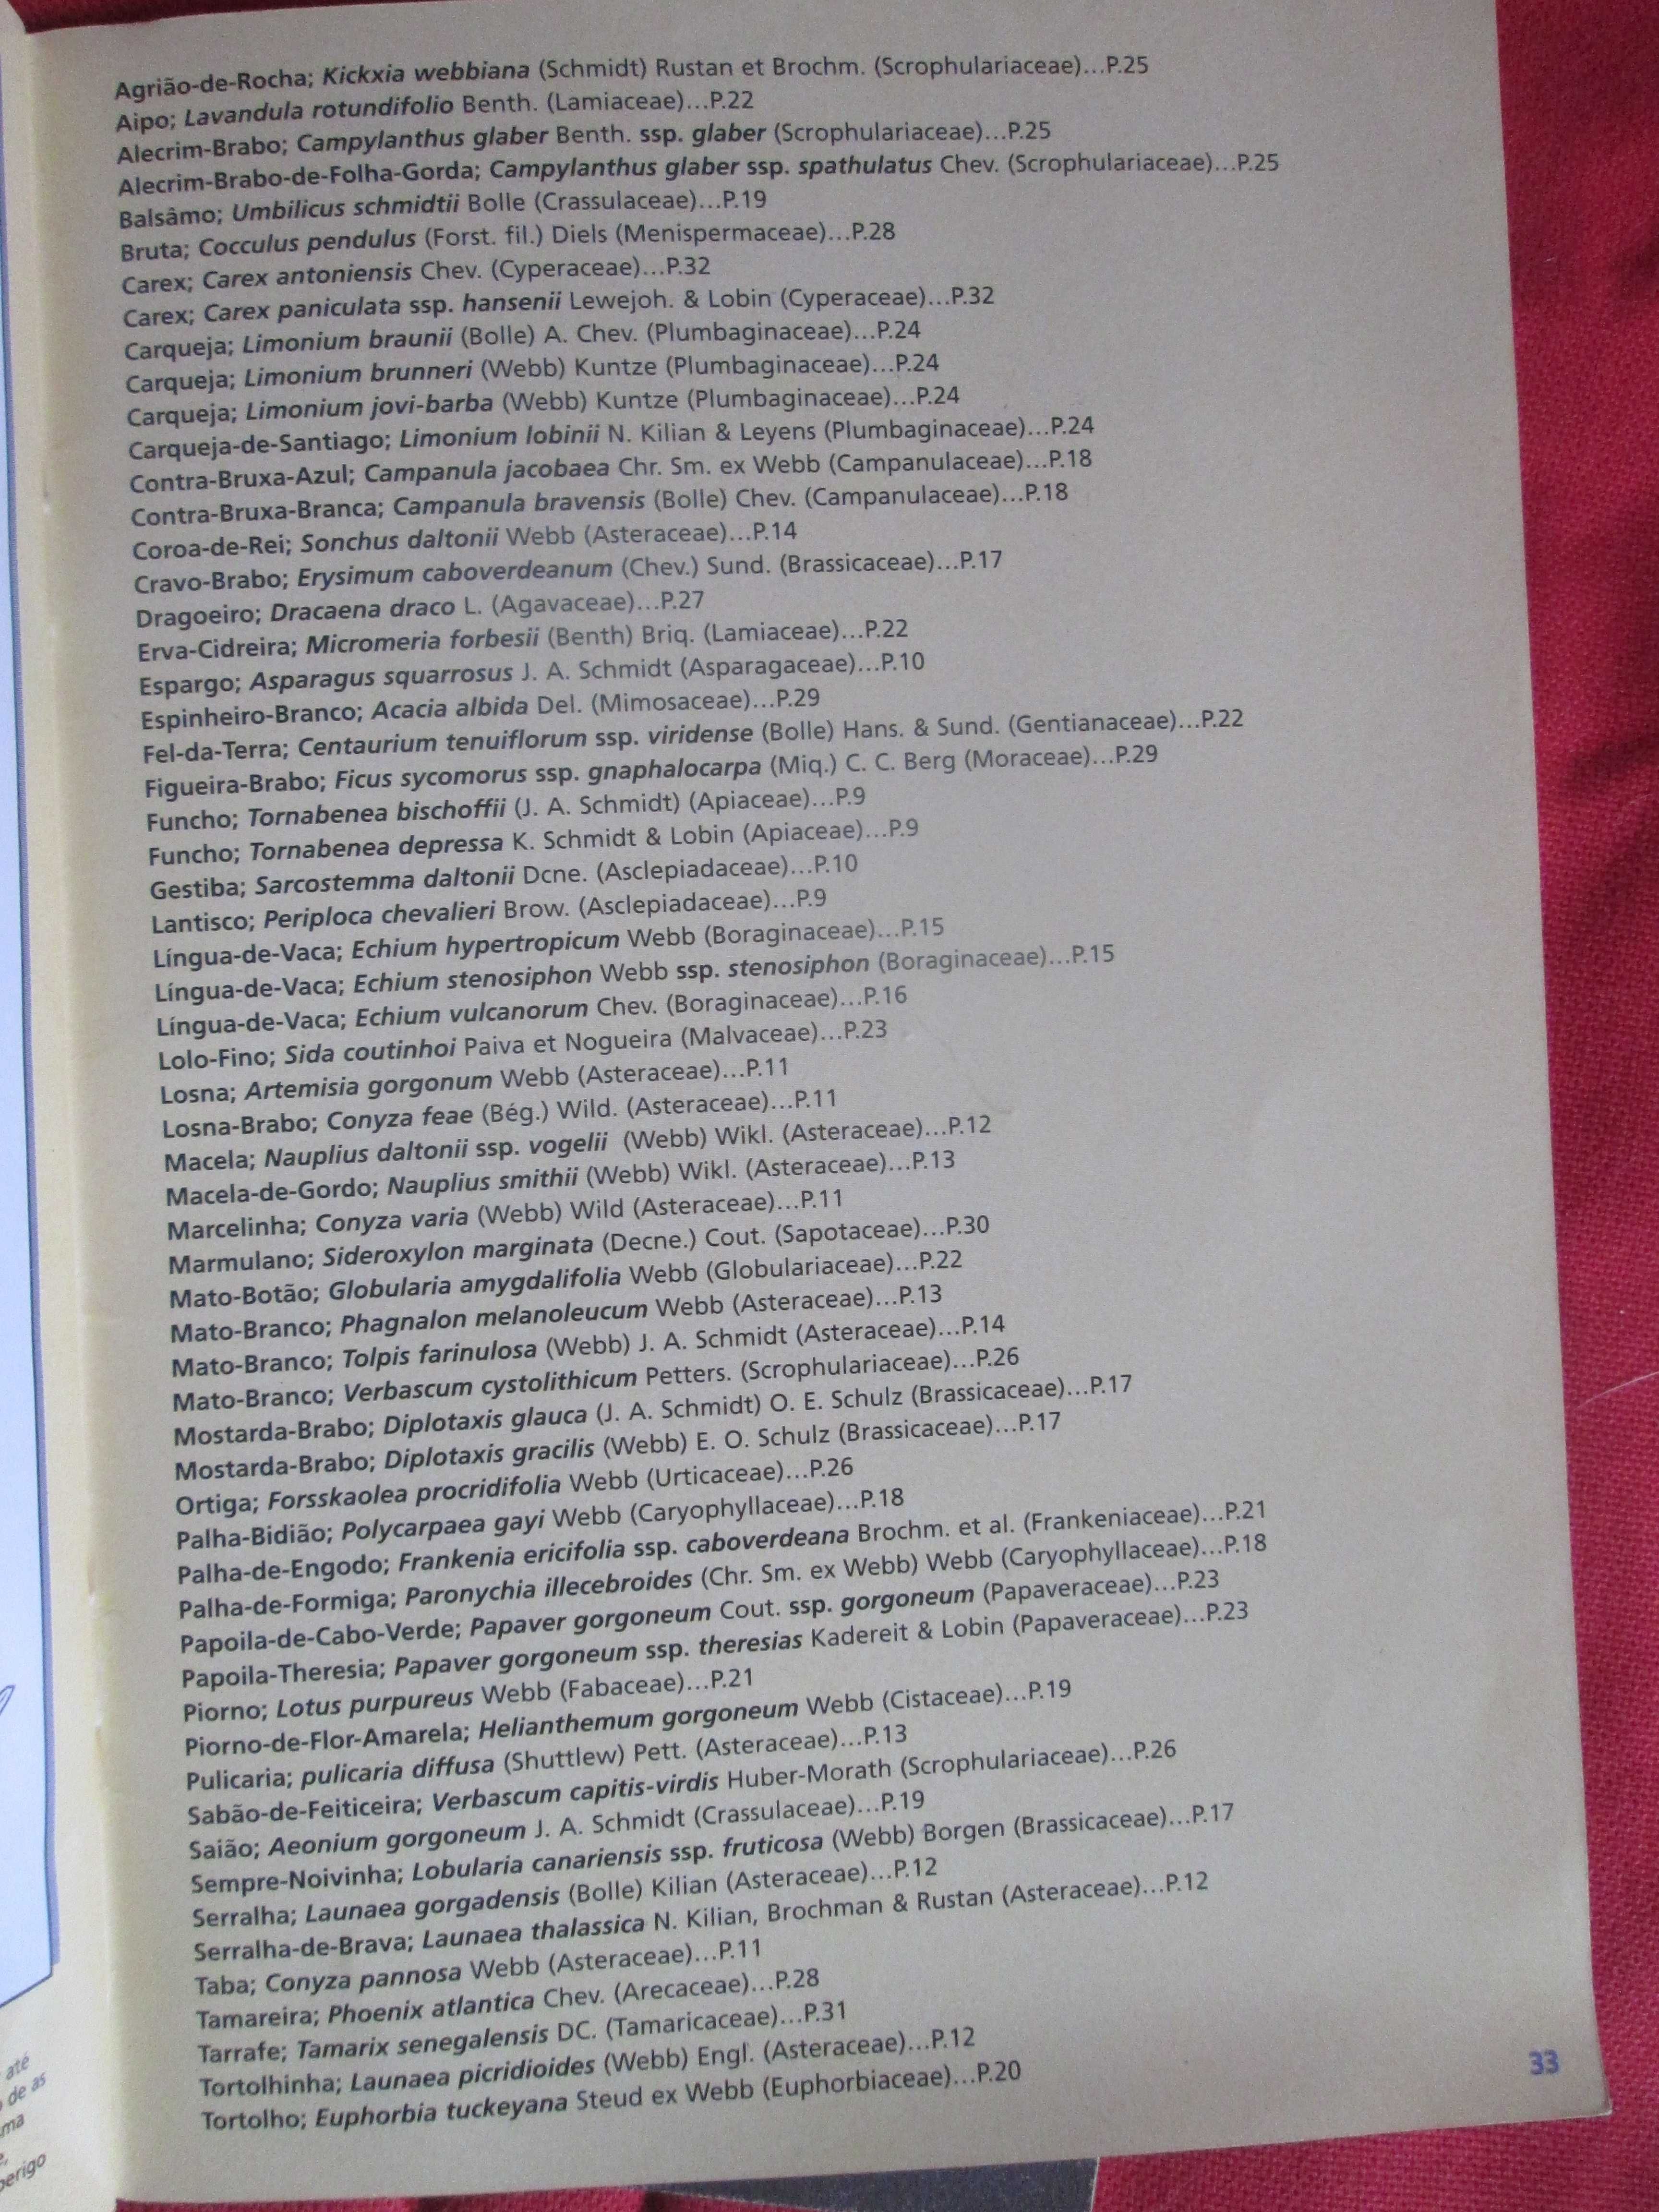 Agrião-de-Rocha; Kickxia webbiana (Schmidt) Rustan et Brochm. (Scrophulariaceae)...P.25
Aipo; Lavandula rotundifolio Benth. (Lamiaceae)...P.22
Alecrim-Brabo; Campylanthus glaber Benth. ssp. glaber (Scrophulariaceae)...P.25
Alecrim-Brabo-de-Folha-Gorda; Campylanthus glaber ssp. spathulatus Chev. (Scrophulariaceae)...P.25
Balsâmo; Umbilicus schmidtii Bolle (Crassulaceae)...P.19
Bruta; Cocculus pendulus (Forst. fil.) Diels (Menispermaceae)...P.28
Carex; Carex antoniensis Chev. (Cyperaceae)...P.32
Carex; Carex paniculata ssp. hansenii Lewejoh. & Lobin (Cyperaceae)...P.32
Carqueja; Limonium braunii (Bolle) A. Chev. (Plumbaginaceae)...P.24
Carqueja; Limonium brunneri (Webb) Kuntze (Plumbaginaceae)...P.24
Carqueja; Limonium jovi-barba (Webb) Kuntze (Plumbaginaceae)...P.24
Carqueja-de-Santiago; Limonium lobinii N. Kilian & Leyens (Plumbaginaceae)...P.24
Contra-Bruxa-Azul; Campanula jacobaea Chr. Sm. ex Webb (Campanulaceae)...P.18
Contra-Bruxa-Branca; Campanula bravensis (Bolle) Chev. (Campanulaceae)...P.18
Coroa-de-Rei; Sonchus daltonii Webb (Asteraceae)...P.14
Cravo-Brabo; Erysimum caboverdeanum (Chev.) Sund. (Brassicaceae)...P.17
Dragoeiro; Dracaena draco L. (Agavaceae)...P.27
Erva-Cidreira; Micromeria forbesii (Benth) Briq. (Lamiaceae)...P.22
Espargo; Asparagus squarrosus J. A. Schmidt (Asparagaceae)...P.10
Espinheiro-Branco; Acacia albida Del. (Mimosaceae)...P.29
Fel-da-Terra; Centaurium tenuiflorum ssp. viridense (Bolle) Hans. & Sund. (Gentianaceae)...P.22
Figueira-Brabo; Ficus sycomorus ssp. gnaphalocarpa (Miq.) C. C. Berg (Moraceae)...P.29
Funcho; Tornabenea bischoffii (J. A. Schmidt) (Apiaceae)...P.9
Funcho; Tornabenea depressa K. Schmidt & Lobin (Apiaceae)...P.9
Gestiba; Sarcostemma daltonii Dcne. (Asclepiadaceae)...P.10
Lantisco; Periploca chevalieri Brow. (Asclepiadaceae)...P.9
Língua-de-Vaca; Echium hypertropicum Webb (Boraginaceae)...P.15
Língua-de-Vaca; Echium stenosiphon Webb ssp. stenosiphon (Boraginaceae)...P.15
Língua-de-Vaca; Echium vulcanorum Chev. (Boraginaceae)...P.16
Lolo-Fino; Sida coutinhoi Paiva et Nogueira (Malvaceae)...P.23
Losna; Artemisia gorgonum Webb (Asteraceae)...P.11
Losna-Brabo; Conyza feae (Bég.) Wild. (Asteraceae)...P.11
Macela; Nauplius daltonii ssp. vogelii (Webb) Wikl. (Asteraceae)...P.12
Macela-de-Gordo; Nauplius smithii (Webb) Wikl. (Asteraceae)...P.13
Marcelinha; Conyza varia (Webb) Wild (Asteraceae)...P.11
Marmulano; Sideroxylon marginata (Decne.) Cout. (Sapotaceae)...P.30
Mato-Botão; Globularia amygdalifolia Webb (Globulariaceae)...P.22
Mato-Branco; Phagnalon melanoleucum Webb (Asteraceae)...P.13
Mato-Branco; Tolpis farinulosa (Webb) J. A. Schmidt (Asteraceae)...P.14
Mato-Branco; Verbascum cystolithicum Petters. (Scrophulariaceae)...P.26
Mostarda-Brabo; Diplotaxis glauca (J. A. Schmidt) O. E. Schulz (Brassicaceae)...P.17
Mostarda-Brabo; Diplotaxis gracilis (Webb) E. O. Schulz (Brassicaceae)...P.17
Ortiga; Forsskaolea procridifolia Webb (Urticaceae)...P.26
Palha-Bidião; Polycarpaea gayi Webb (Caryophyllaceae)...P.18
Palha-de-Engodo; Frankenia ericifolia ssp. caboverdeana Brochm. et al. (Frankeniaceae)...P.21
Palha-de-Formiga; Paronychia illecebroides (Chr. Sm. ex Webb) Webb (Caryophyllaceae)...P.18
Papoila-de-Cabo-Verde; Papaver gorgoneum Cout. ssp. gorgoneum (Papaveraceae)...P.23
Papoila-Theresia; Papaver gorgoneum ssp. theresias Kadereit & Lobin (Papaveraceae)...P.23
Piorno; Lotus purpureus Webb (Fabaceae)...P.21
Piorno-de-Flor-Amarela; Helianthemum gorgoneum Webb (Cistaceae)...P.19
Pulicaria; pulicaria diffusa (Shuttlew) Pett. (Asteraceae)...P.13
Sabão-de-Feiticeira; Verbascum capitis-virdis Huber-Morath (Scrophulariaceae)...P.26
Saião; Aeonium gorgoneum J. A. Schmidt (Crassulaceae)...P.19
Sempre-Noivinha; Lobularia canariensis ssp. fruticosa (Webb) Borgen (Brassicaceae)...P.17
Serralha; Launaea gorgadensis (Bolle) Kilian (Asteraceae)...P.12
Serralha-de-Brava; Launaea thalassica N. Kilian, Brochman & Rustan (Asteraceae)...P.12
Taba; Conyza pannosa Webb (Asteraceae)...P.11
Tamareira; Phoenix atlantica Chev. (Arecaceae)...P.28
Tarrafe; Tamarix senegalensis DC. (Tamaricaceae)...P.31
Tortolhinha; Launaea picridioides (Webb) Engl. (Asteraceae)...P.12
Tortolho; Euphorbia tuckeyana Steud ex Webb (Euphorbiaceae)...P.20
33
até
de as
perigo